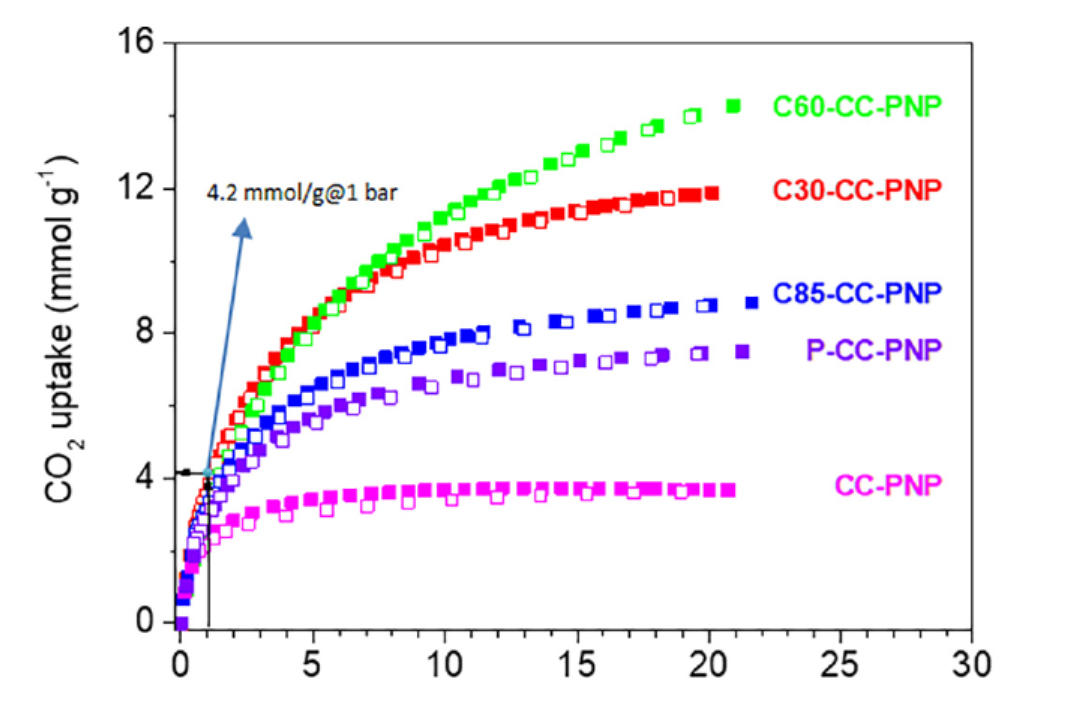 16
C60-CC-PNP
12
4.2 mmol/g@1 bar
C30-CC-PNP
CO₂ uptake (mmol g⁻¹)
C85-CC-PNP
8
P-CC-PNP
4
CC-PNP
0
0 5 10 15 20 25 30